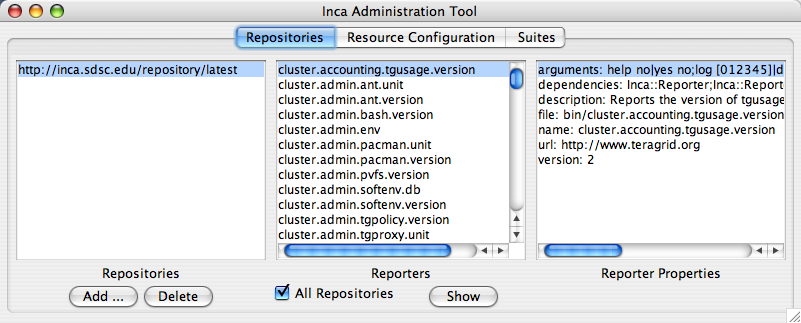 Inca Administration Tool
Repositories Resource Configuration Suites
http://inca.sdsc.edu/repository/latest
cluster.accounting.tgusage.version
cluster.admin.ant.unit
cluster.admin.ant.version
cluster.admin.bash.version
cluster.admin.env
cluster.admin.pacman.unit
cluster.admin.pacman.version
cluster.admin.pvfs.version
cluster.admin.softenv.db
cluster.admin.softenv.version
cluster.admin.tgpolicy.version
cluster.admin.tgproxy.unit
arguments: help no|yes no;log [012345]|d
dependencies: Inca::Reporter;Inca::Report
description: Reports the version of tgusage
file: bin/cluster.accounting.tgusage.version
name: cluster.accounting.tgusage.version
url: http://www.teragrid.org
version: 2
Repositories
Add ... Delete
Reporters
All Repositories Show
Reporter Properties